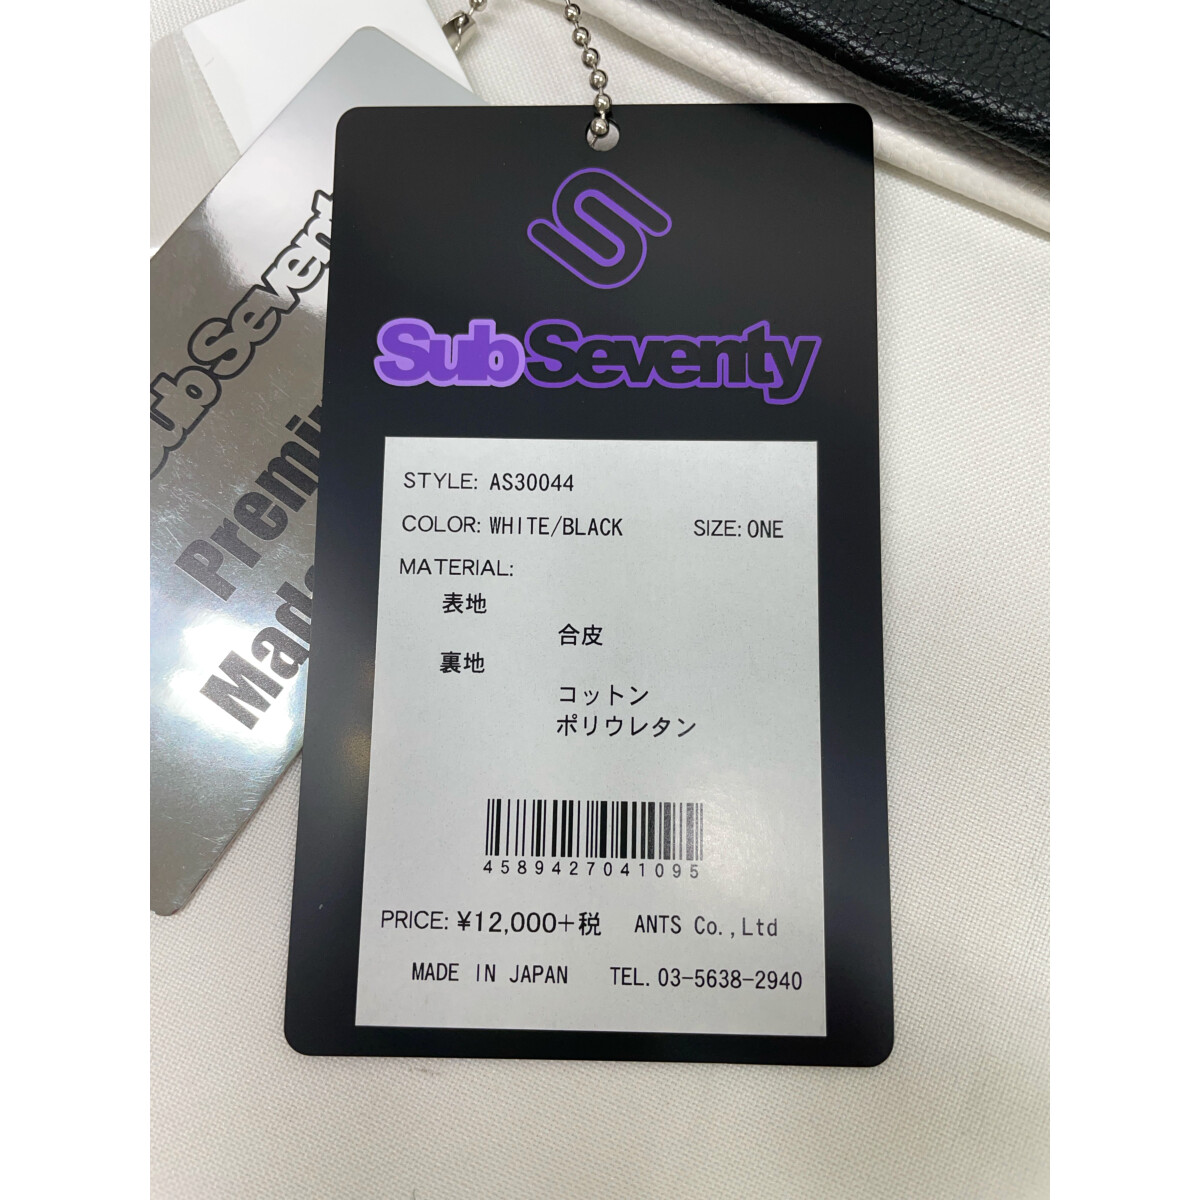 Sub Seventy
STYLE: AS30044
COLOR: WHITE/BLACK SIZE: ONE
MATERIAL:
表地
合皮
裏地
コットン
ポリウレタン
4589427041095
PRICE: ¥12,000+税 ANTS Co.,Ltd
MADE IN JAPAN TEL.03-5638-2940
Sub Seventy